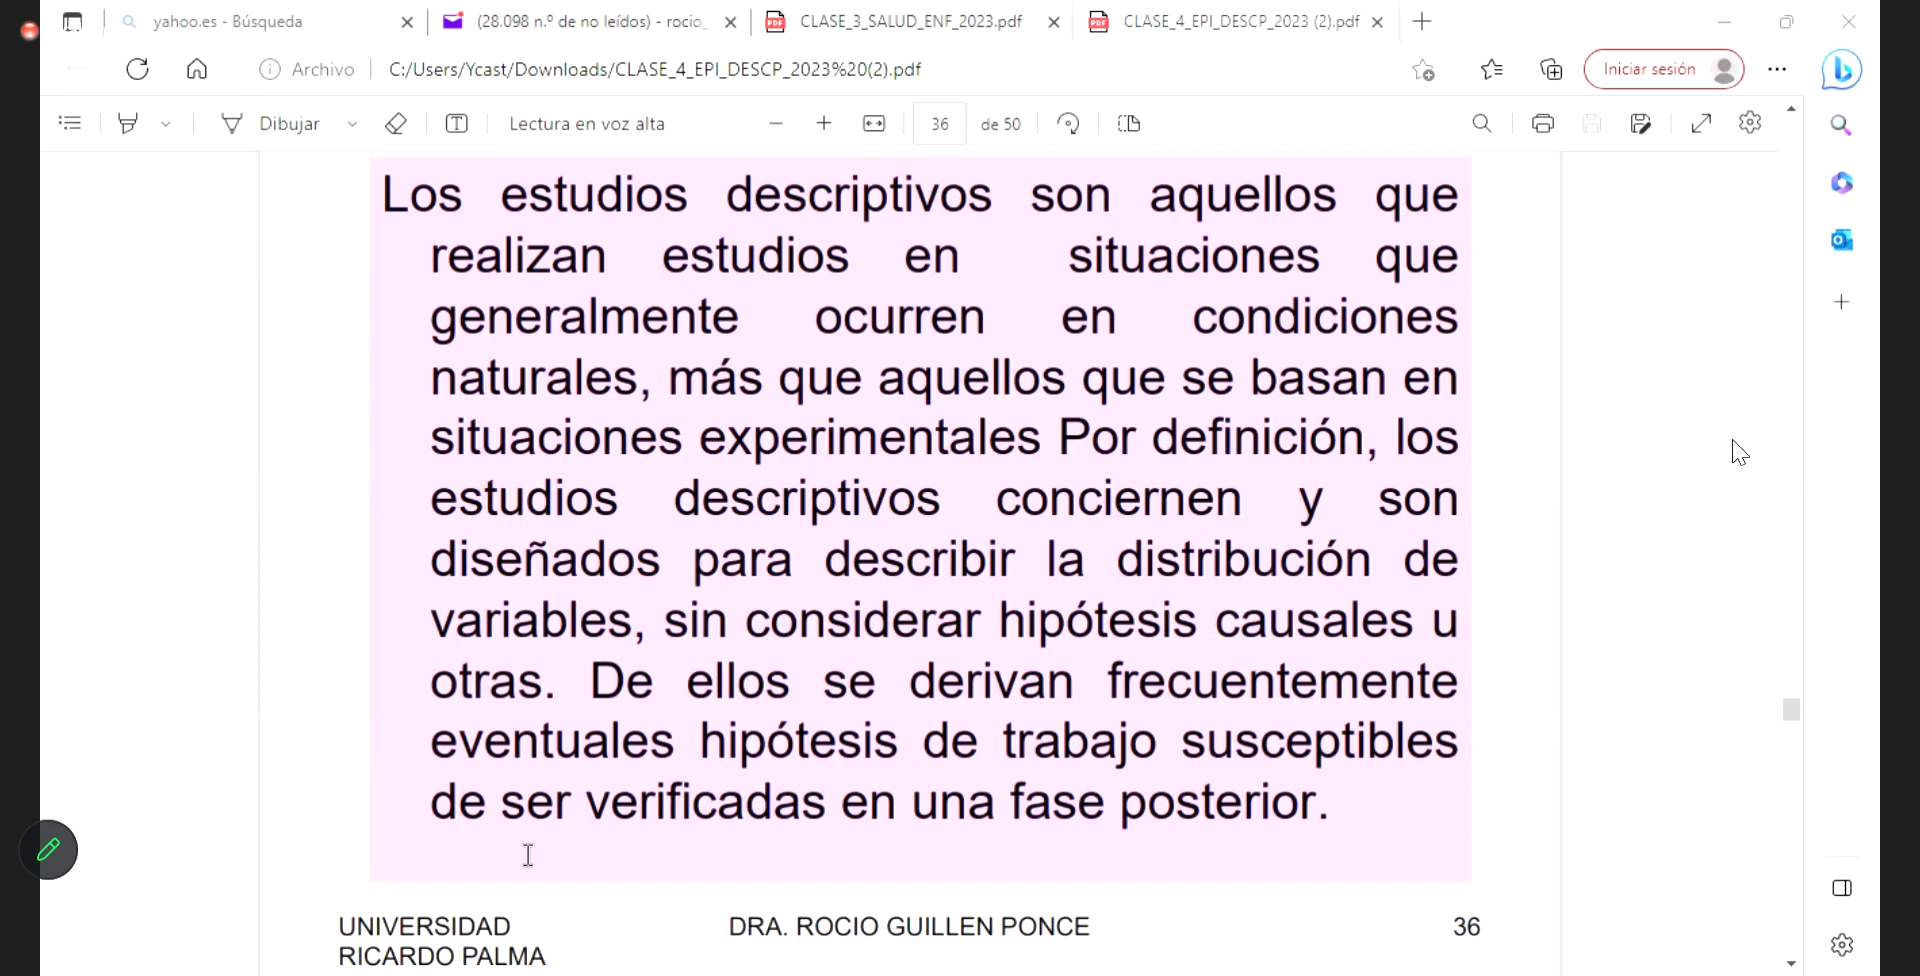 yahoo.es - Búsqueda
(28.098 n.º de no leídos) - rocio_
CLASE_3_SALUD_ENF_2023.pdf
CLASE_4_EPI_DESCP_2023 (2).pdf
Archivo
C:/Users/Ycast/Downloads/CLASE_4_EPI_DESCP_2023%20(2).pdf
Iniciar sesión
Dibujar
Lectura en voz alta
36
de 50
Los estudios descriptivos son aquellos que
realizan estudios en situaciones que
generalmente ocurren en condiciones
naturales, más que aquellos que se basan en
situaciones experimentales Por definición, los
estudios descriptivos conciernen y son
diseñados para describir la distribución de
variables, sin considerar hipótesis causales u
otras. De ellos se derivan frecuentemente
eventuales hipótesis de trabajo susceptibles
de ser verificadas en una fase posterior.
UNIVERSIDAD
RICARDO PALMA
DRA. ROCIO GUILLEN PONCE
36